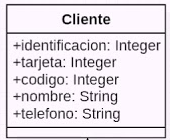 Cliente
+identificacion: Integer
+tarjeta: Integer
+codigo: Integer
+nombre: String
+telefono: String